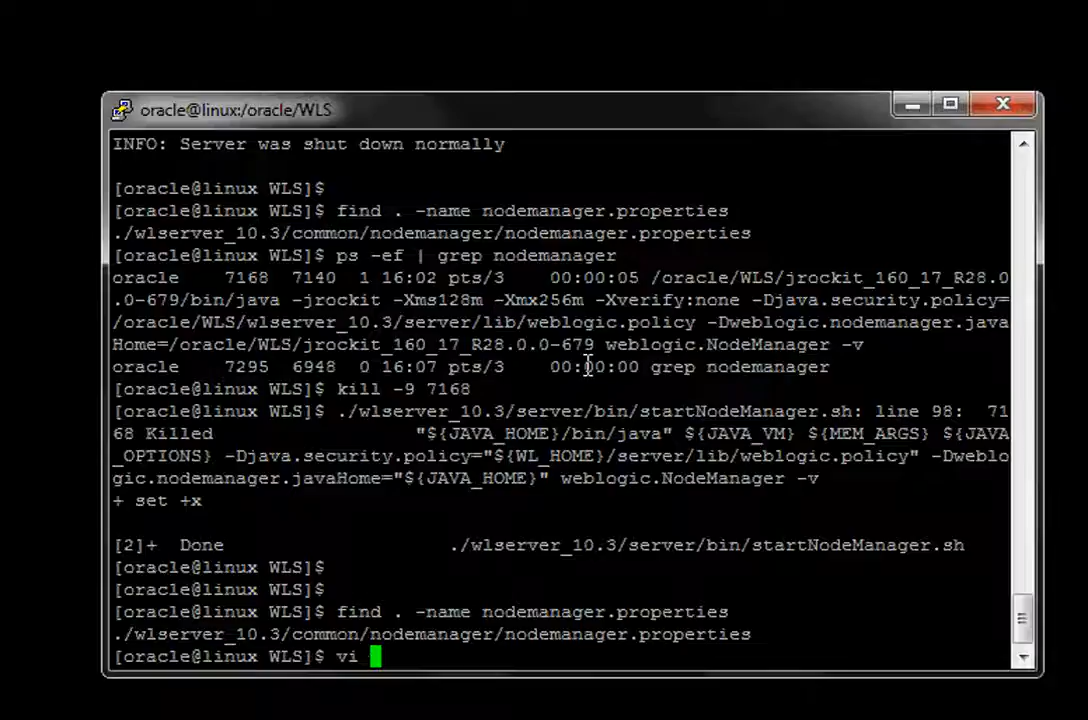 oracle@linux:/oracle/WLS
INFO: Server was shut down normally
[oracle@linux WLS]$
[oracle@linux WLS]$ find . -name nodemanager.properties
./wlserver_10.3/common/nodemanager/nodemanager.properties
[oracle@linux WLS]$ ps -ef | grep nodemanager
oracle    7168  7140  1 16:02 pts/3    00:00:05 /oracle/WLS/jrockit_160_17_R28.0
.0-679/bin/java -jrockit -Xms128m -Xmx256m -Xverify:none -Djava.security.policy=
/oracle/WLS/wlserver_10.3/server/lib/weblogic.policy -Dweblogic.nodemanager.java
Home=/oracle/WLS/jrockit_160_17_R28.0.0-679 weblogic.NodeManager -v
oracle    7295  6948  0 16:07 pts/3    00:00:00 grep nodemanager
[oracle@linux WLS]$ kill -9 7168
[oracle@linux WLS]$ ./wlserver_10.3/server/bin/startNodeManager.sh: line 98:  71
68 Killed                  "${JAVA_HOME}/bin/java" ${JAVA_VM} ${MEM_ARGS} ${JAVA
_OPTIONS} -Djava.security.policy="${WL_HOME}/server/lib/weblogic.policy" -Dweblo
gic.nodemanager.javaHome="${JAVA_HOME}" weblogic.NodeManager -v
+ set +x
[2]+  Done                    ./wlserver_10.3/server/bin/startNodeManager.sh
[oracle@linux WLS]$
[oracle@linux WLS]$
[oracle@linux WLS]$ find . -name nodemanager.properties
./wlserver_10.3/common/nodemanager/nodemanager.properties
[oracle@linux WLS]$ vi